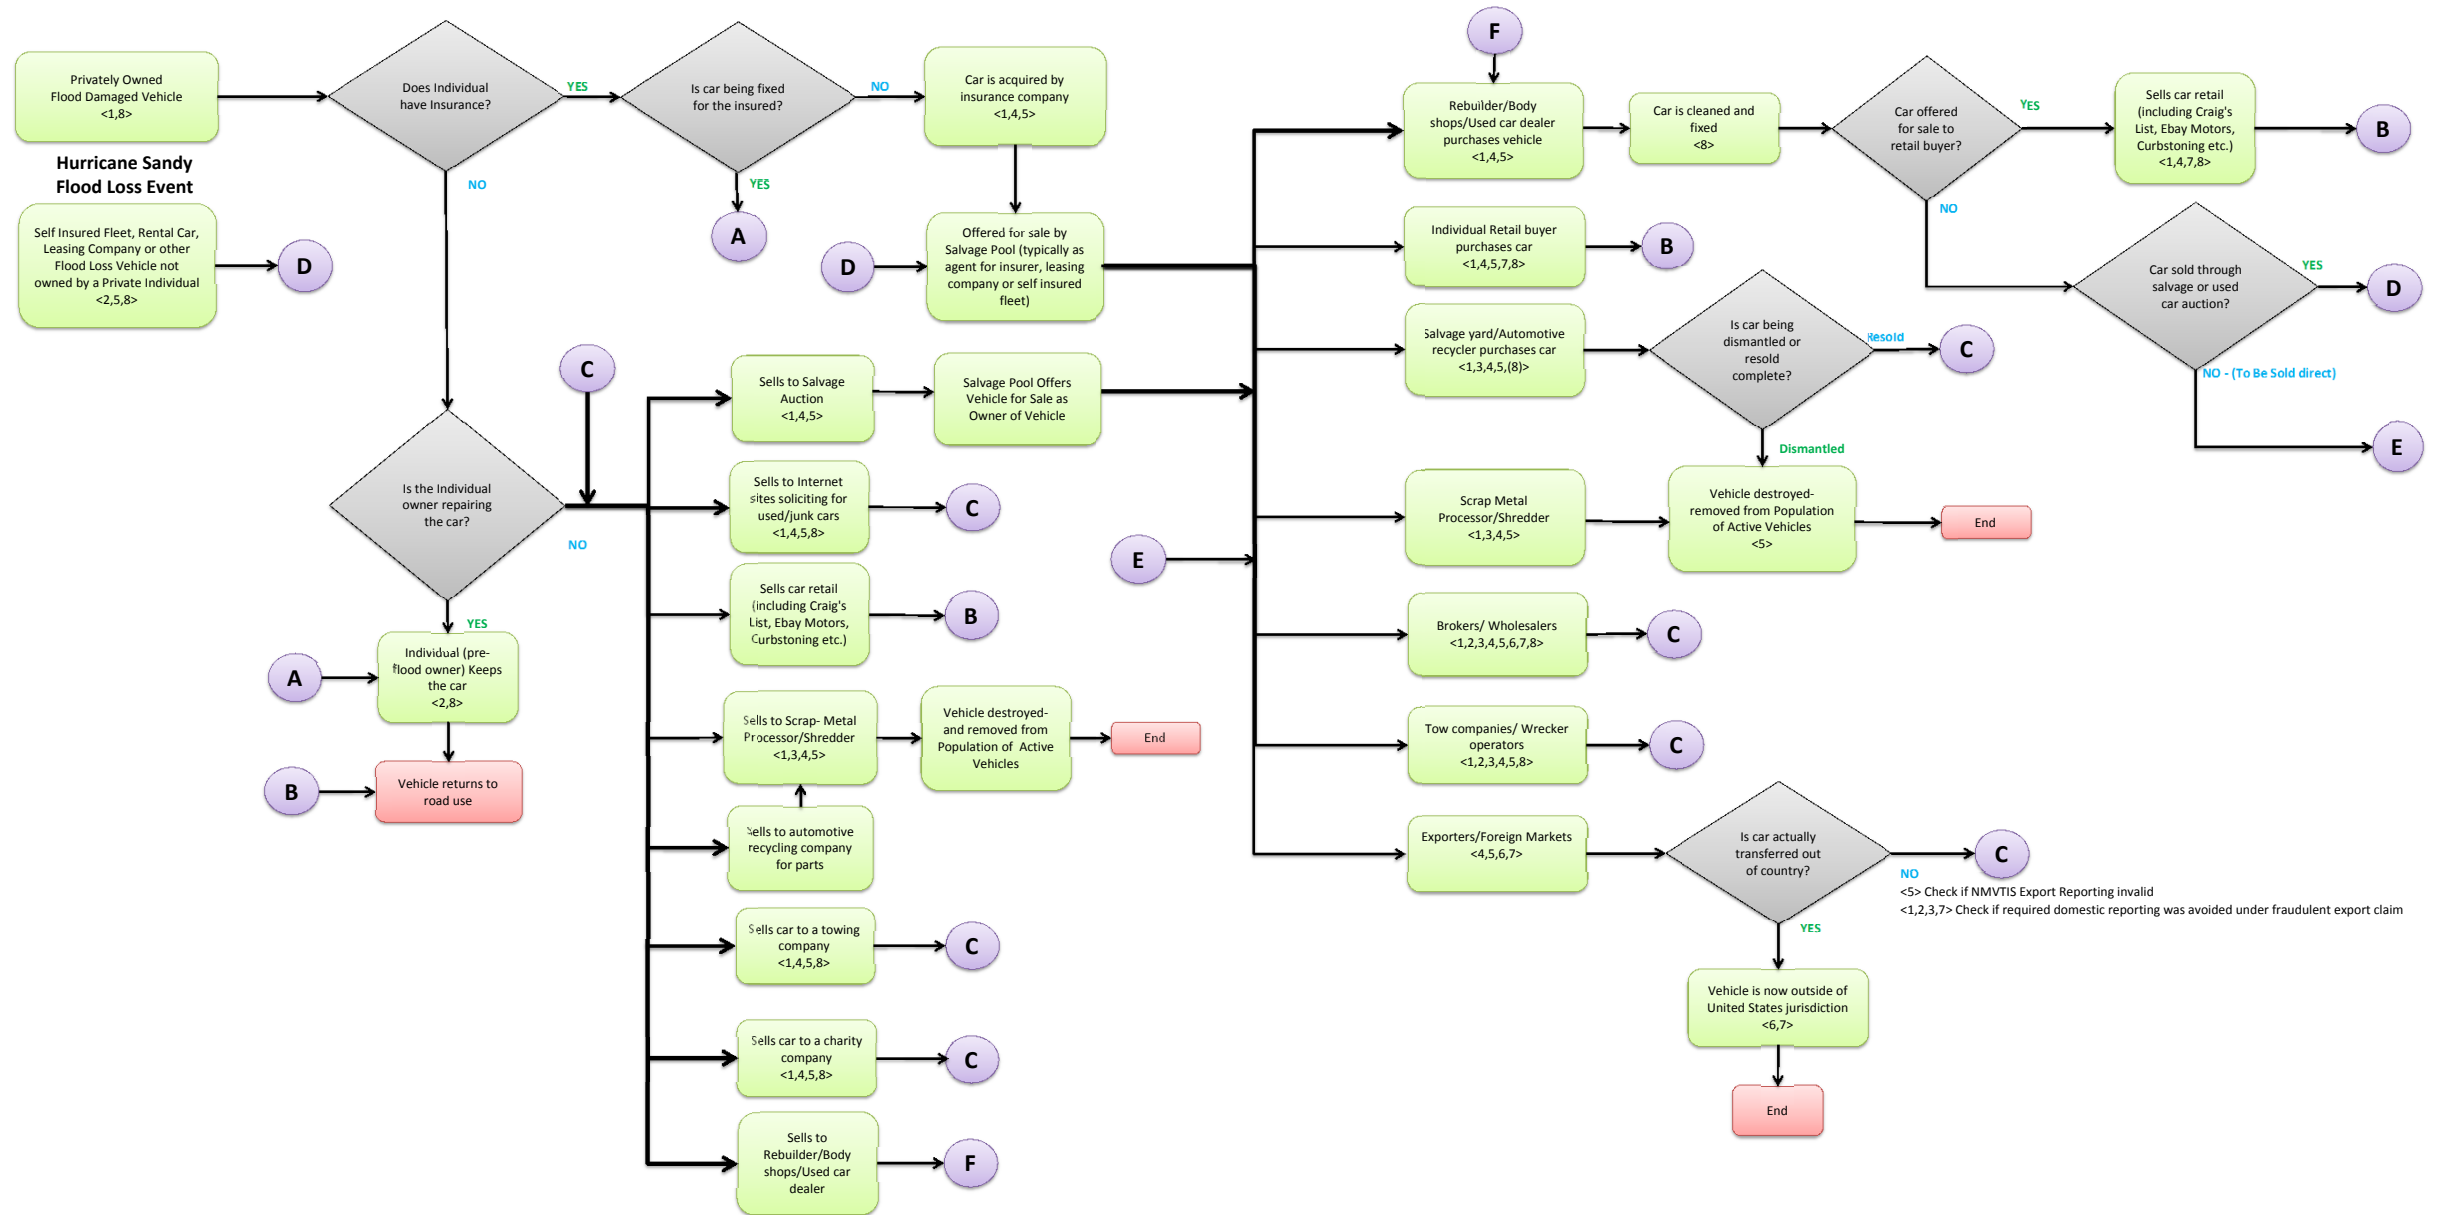 Privately Owned
Flood Damaged Vehicle
<1,8>
Hurricane Sandy
Flood Loss Event
Self Insured Fleet, Rental Car,
Leasing Company or other
Flood Loss Vehicle not
owned by a Private Individual
<2,5,8>
D
Does Individual
have Insurance?
YES
NO
Is car being fixed
for the insured?
NO
YES
A
Car is acquired by
insurance company
<1,4,5>
D
Offered for sale by
Salvage Pool (typically as
agent for insurer, leasing
company or self insured
fleet)
C
Is the Individual
owner repairing
the car?
NO
YES
A
Individual (pre-
flood owner) Keeps
the car
<2,8>
B
Vehicle returns to
road use
Sells to Salvage
Auction
<1,4,5>
Salvage Pool Offers
Vehicle for Sale as
Owner of Vehicle
Sells to Internet
sites soliciting for
used/junk cars
<1,4,5,8>
C
Sells car retail
(including Craig's
List, Ebay Motors,
Curbstoning etc.)
B
Sells to Scrap- Metal
Processor/Shredder
<1,3,4,5>
Vehicle destroyed-
and removed from
Population of Active
Vehicles
End
Sells to automotive
recycling company
for parts
Sells car to a towing
company
<1,4,5,8>
C
Sells car to a charity
company
<1,4,5,8>
C
Sells to
Rebuilder/Body
shops/Used car
dealer
F
E
F
Rebuilder/Body
shops/Used car dealer
purchases vehicle
<1,4,5>
Car is cleaned and
fixed
<8>
Car offered
for sale to
retail buyer?
YES
NO
Sells car retail
(including Craig's
List, Ebay Motors,
Curbstoning etc.)
<1,4,7,8>
B
Individual Retail buyer
purchases car
<1,4,5,7,8>
B
Car sold through
salvage or used
car auction?
YES
D
NO - (To Be Sold direct)
E
Salvage yard/Automotive
recycler purchases car
<1,3,4,5,(8)>
Is car being
dismantled or
resold
complete?
Resold
C
Dismantled
Scrap Metal
Processor/Shredder
<1,3,4,5>
Vehicle destroyed-
removed from Population
of Active Vehicles
<5>
End
Brokers/ Wholesalers
<1,2,3,4,5,6,7,8>
C
Tow companies/ Wrecker
operators
<1,2,3,4,5,8>
C
Exporters/Foreign Markets
<4,5,6,7>
Is car actually
transferred out
of country?
C
NO
<5> Check if NMVTIS Export Reporting invalid
<1,2,3,7> Check if required domestic reporting was avoided under fraudulent export claim
YES
Vehicle is now outside of
United States jurisdiction
<6,7>
End